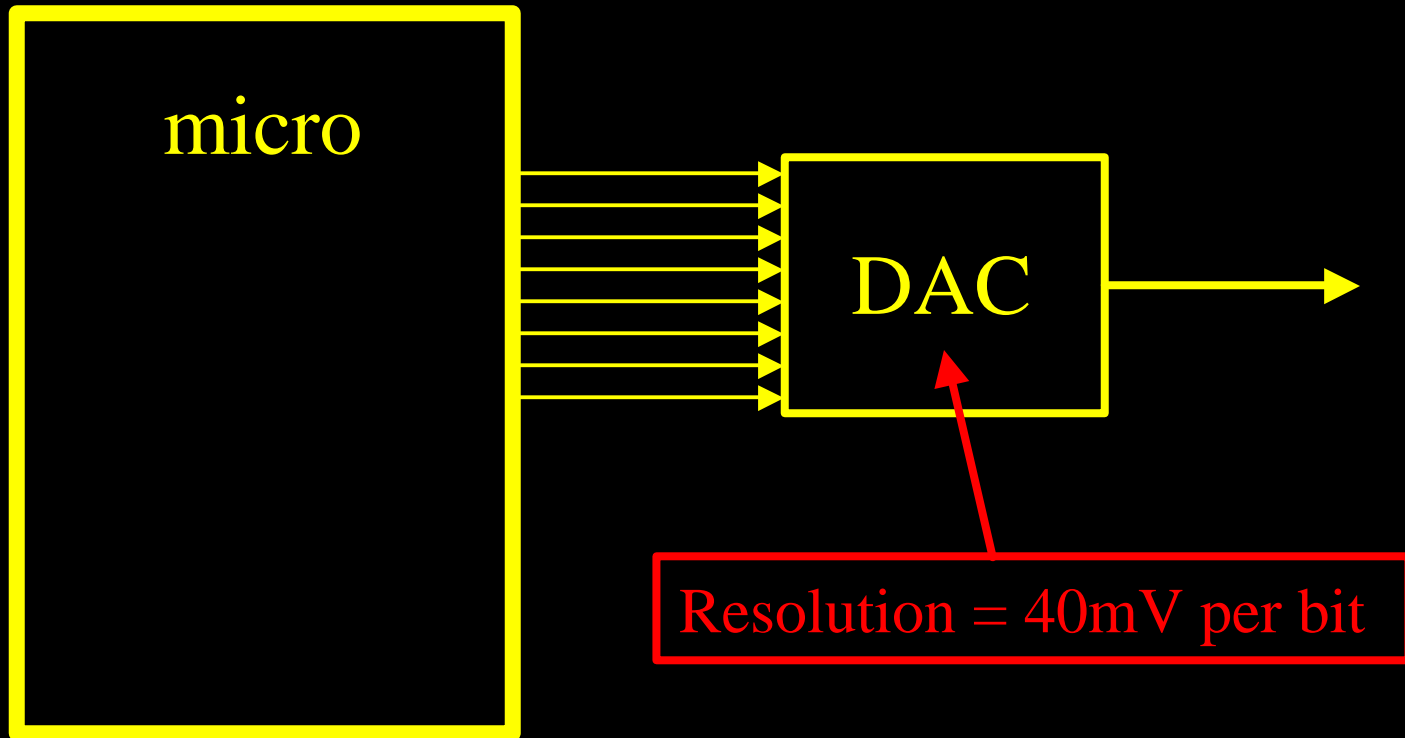 micro
DAC
Resolution = 40mV per bit